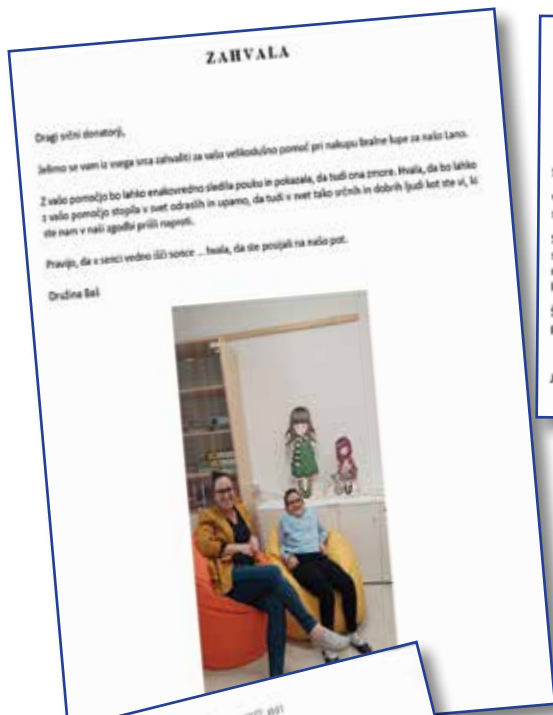 ZAHVALA
Dragi srčni donatorji,
želimo se vam iz vsega srca zahvaliti za vašo velikodušno pomoč pri nakupu bralne lupe za našo Lano.
Z vašo pomočjo bo lahko enakovredno sledila pouku in pokazala, da tudi ona zmore. Hvala, da bo lahko
z vašo pomočjo stopila v svet odraslih in upamo, da tudi v svet tako srčnih in dobrih ljudi kot ste vi, ki
ste nam v naši zgodbi prišli naproti.
Pravijo, da v senci vedno išči sonce ... hvala, da ste posijali na našo pot.
Družina Baš